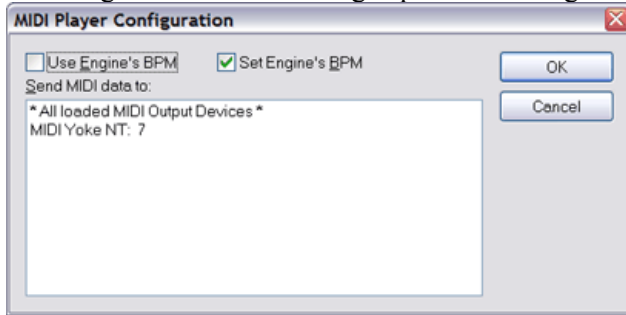 MIDI Player Configuration
Use Engine's BPM Set Engine's BPM
OK
Send MIDI data to:
* All loaded MIDI Output Devices *
MIDI Yoke NT: 7
Cancel